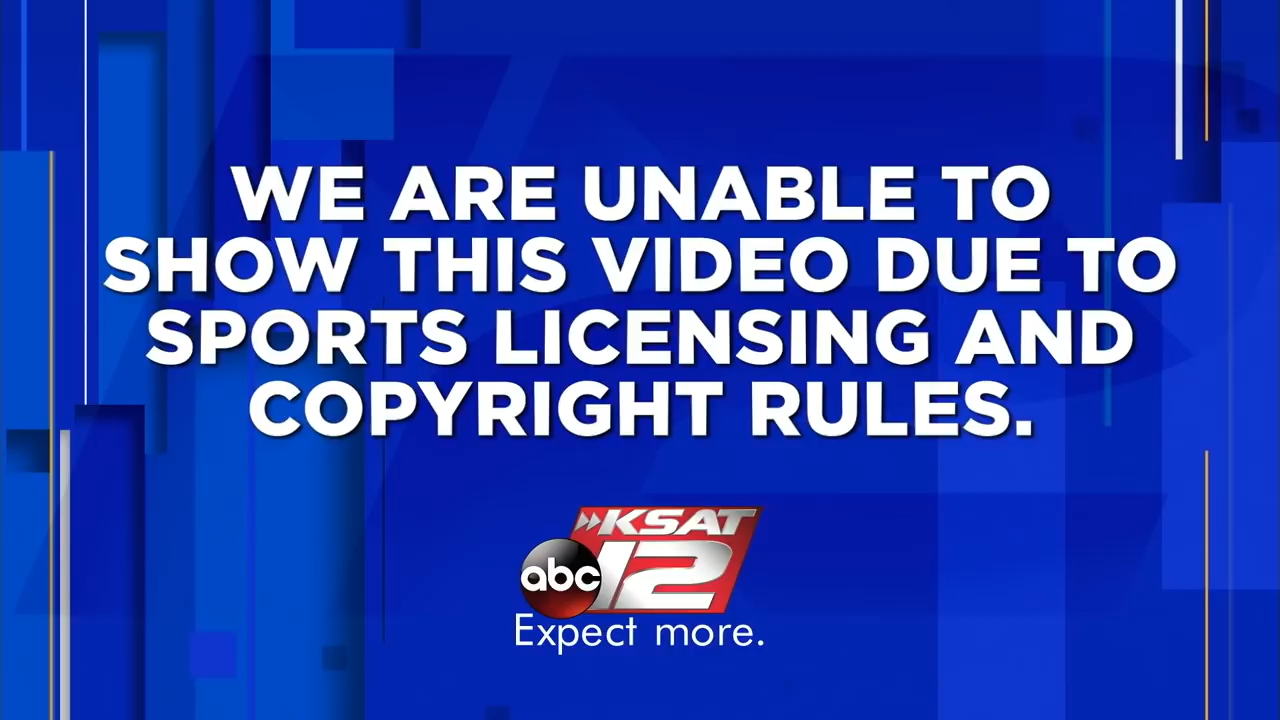 WE ARE UNABLE TO
SHOW THIS VIDEO DUE TO
SPORTS LICENSING AND
COPYRIGHT RULES.
KSAT
abc 12
Expect more.